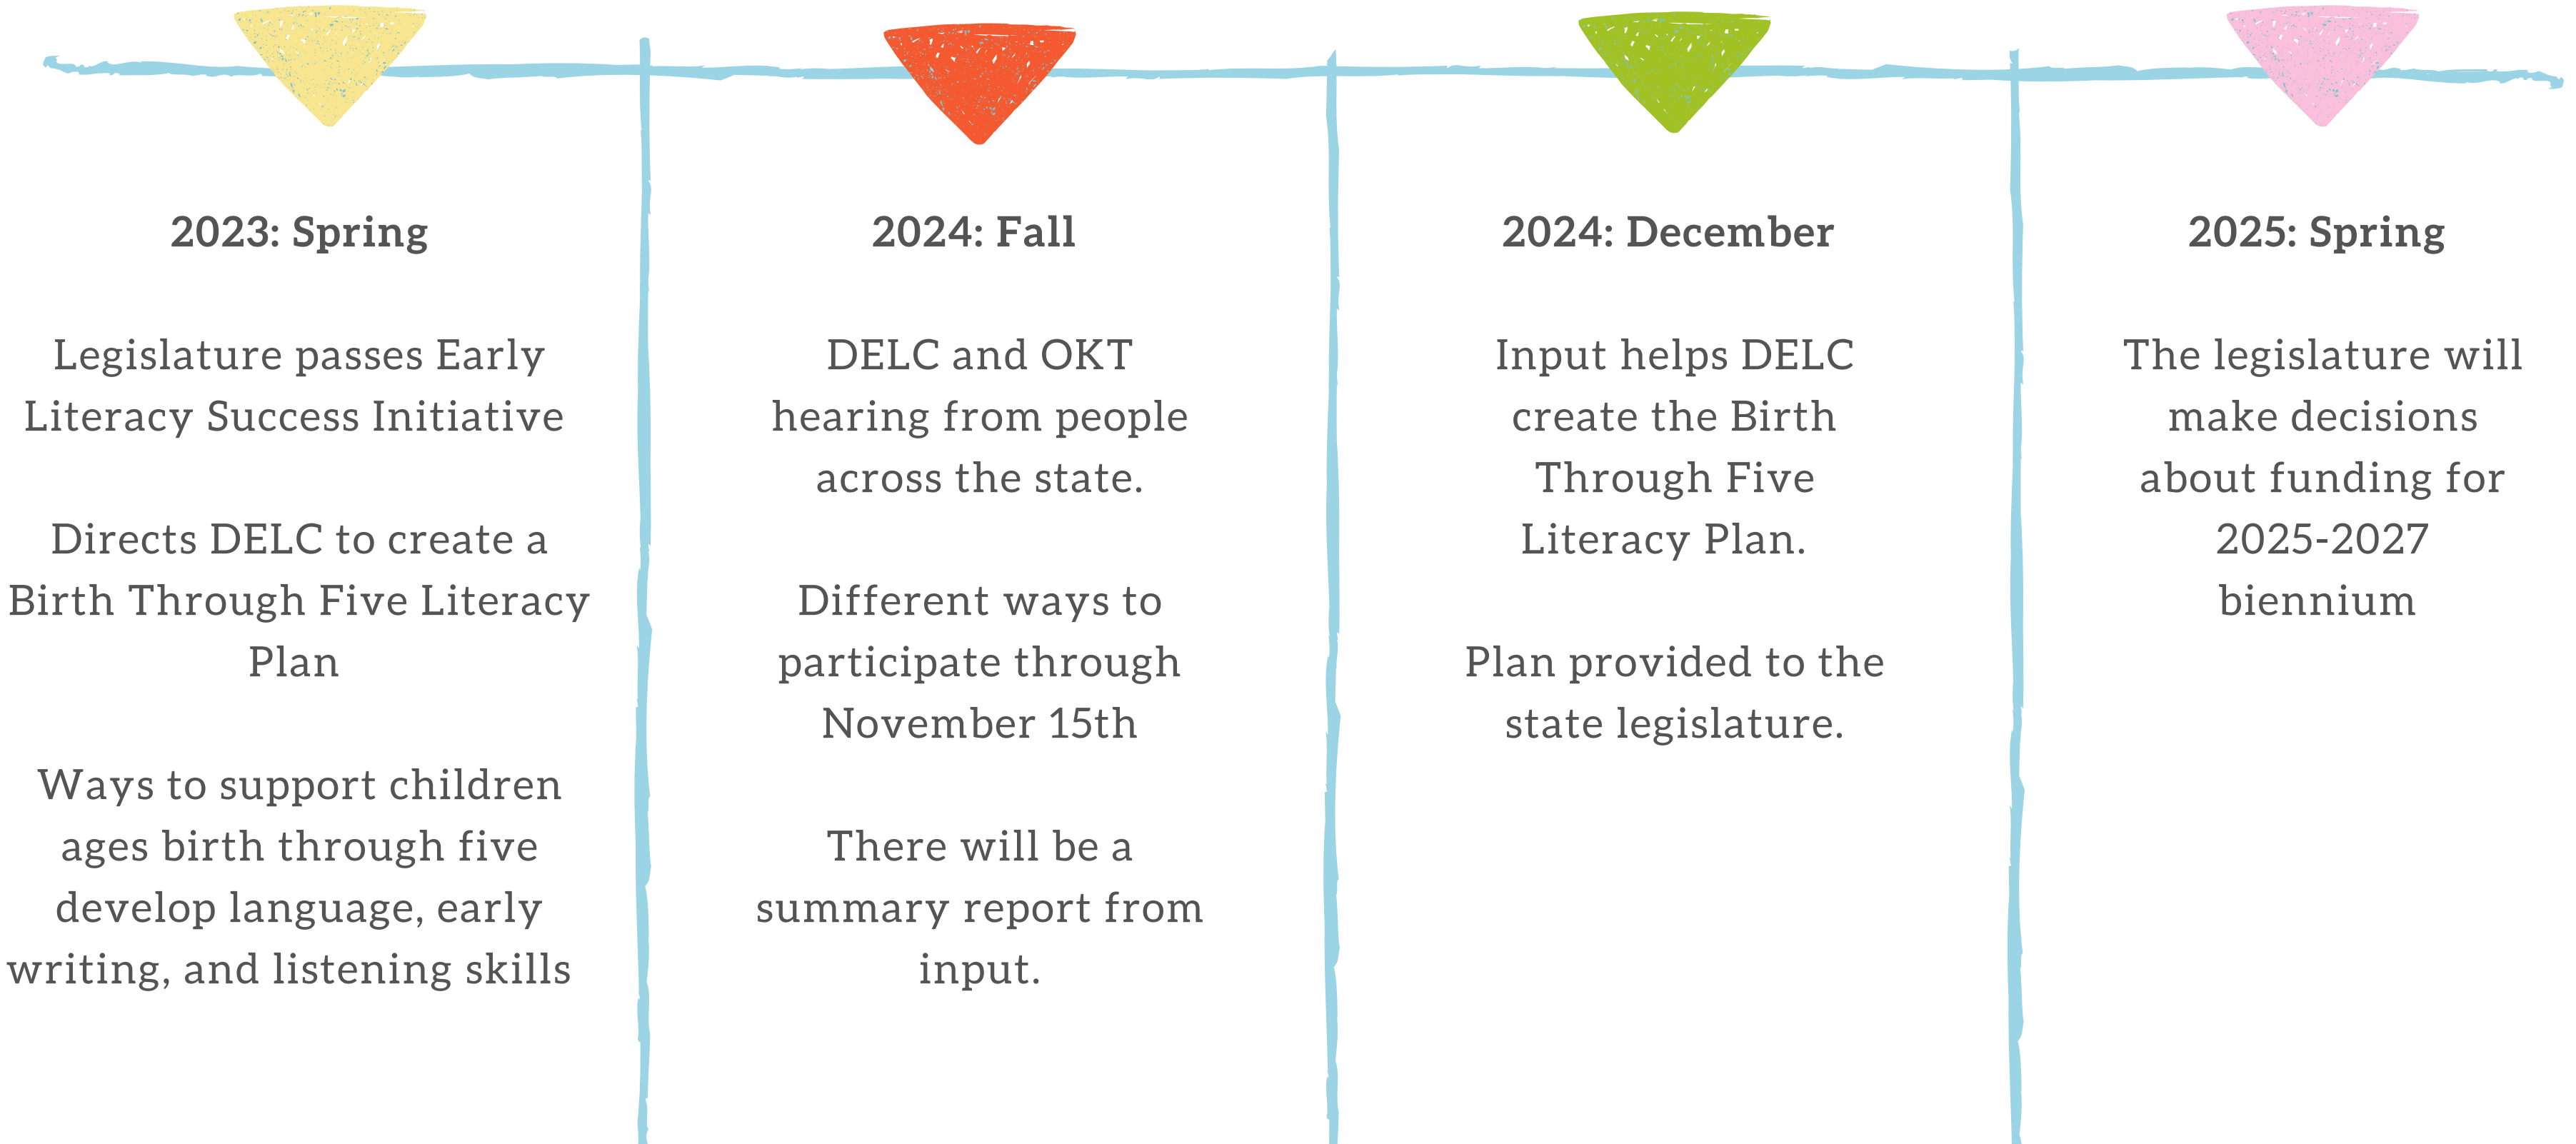 2023: Spring
Legislature passes Early
Literacy Success Initiative
Directs DELC to create a
Birth Through Five Literacy
Plan
Ways to support children
ages birth through five
develop language, early
writing, and listening skills
2024: Fall
DELC and OKT
hearing from people
across the state.
Different ways to
participate through
November 15th
There will be a
summary report from
input.
2024: December
Input helps DELC
create the Birth
Through Five
Literacy Plan.
Plan provided to the
state legislature.
2025: Spring
The legislature will
make decisions
about funding for
2025-2027
biennium